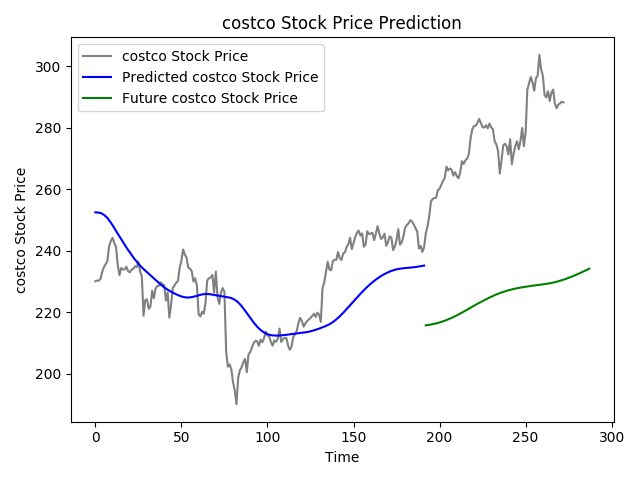 costco Stock Price Prediction
costco Stock Price
Predicted costco Stock Price
Future costco Stock Price
300
280
260
240
220
200
costco Stock Price
0 50 100 150 200 250 300
Time